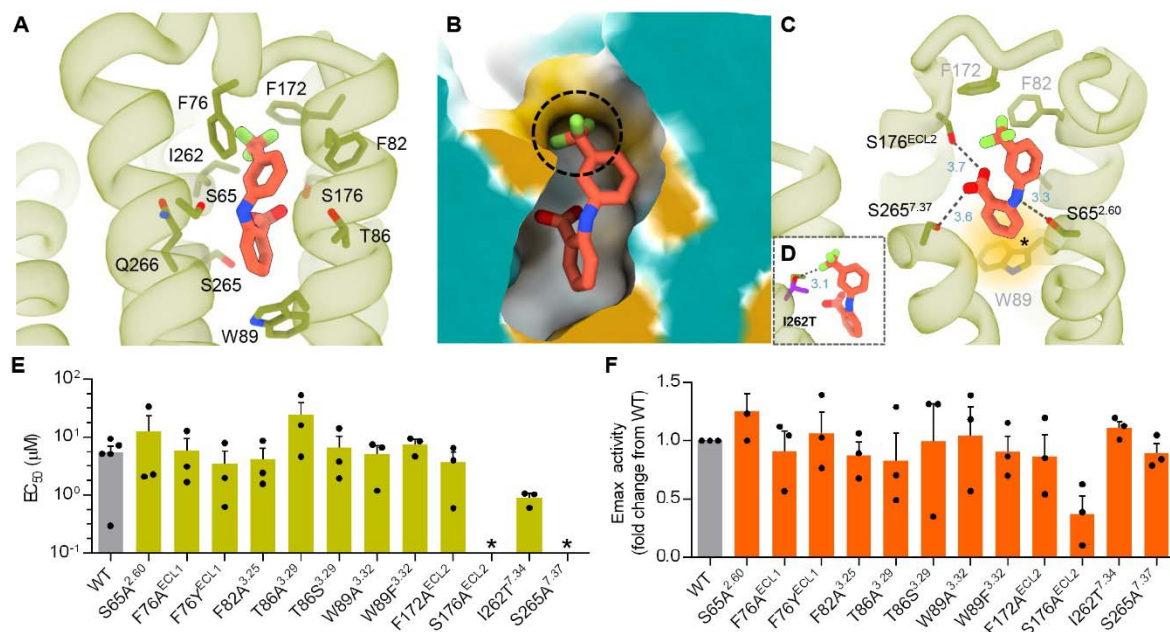 A
F76
F172
I262
F82
S65
S176
T86
Q266
S265
W89
B
C
F172
F82
S176ᴱᶜᴸ²
3.7
S265⁷·³⁷
3.6
3.3
S65²·⁶⁰
*
W89
D
3.1
I262T
E
EC₅₀ (µM)
10²
10¹
10⁰
10⁻¹
* *
WT
S65A²·⁶⁰
F76Aᴱᶜᴸ¹
F76Yᴱᶜᴸ¹
F82A³·²⁵
T86A³·²⁹
T86S³·²⁹
W89A³·³²
W89F³·³²
F172Aᴱᶜᴸ²
S176Aᴱᶜᴸ²
I262T⁷·³⁴
S265A⁷·³⁷
F
Emax activity
(fold change from WT)
1.5
1.0
0.5
0.0
WT
S65A²·⁶⁰
F76Aᴱᶜᴸ¹
F76Yᴱᶜᴸ¹
F82A³·²⁵
T86A³·²⁹
T86S³·²⁹
W89A³·³²
W89F³·³²
F172Aᴱᶜᴸ²
S176Aᴱᶜᴸ²
I262T⁷·³⁴
S265A⁷·³⁷